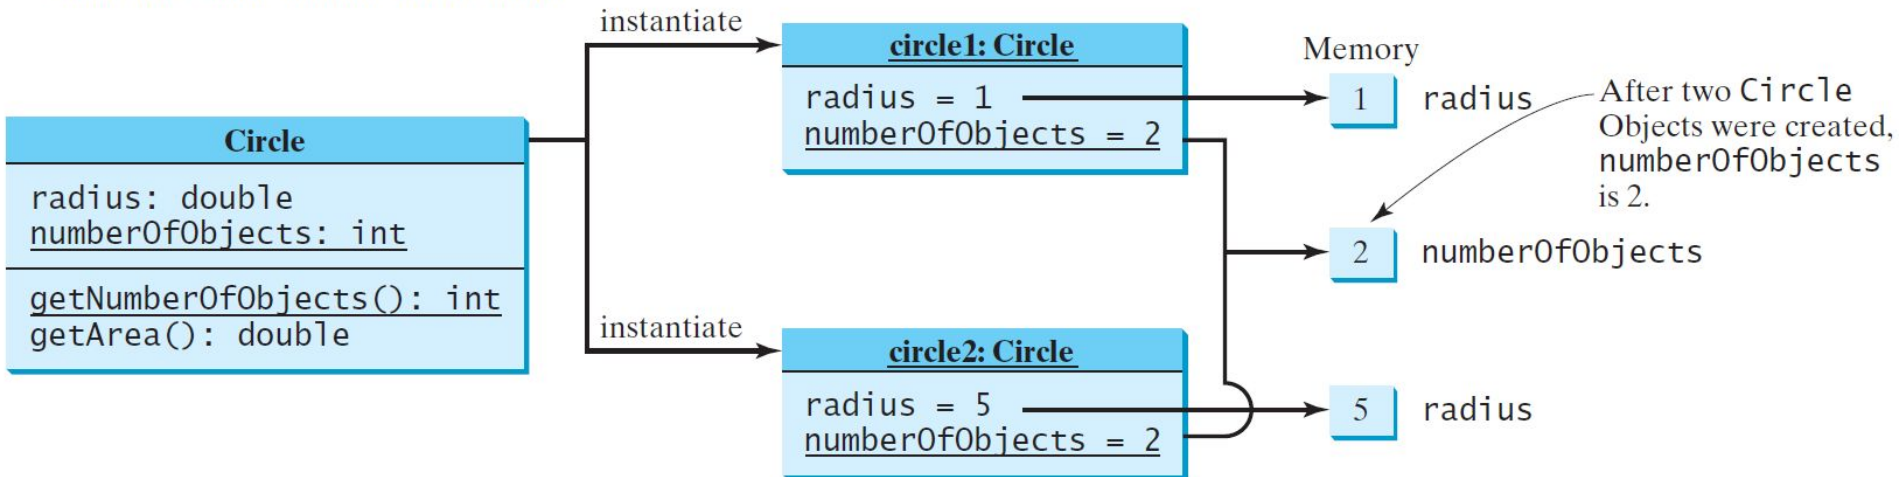 instantiate
circle1: Circle
radius = 1
numberOfObjects = 2
Memory
1
radius
After two Circle
Objects were created,
numberOfObjects
is 2.
Circle
radius: double
numberOfObjects: int
getNumberOfObjects(): int
getArea(): double
2
numberOfObjects
instantiate
circle2: Circle
radius = 5
numberOfObjects = 2
5
radius